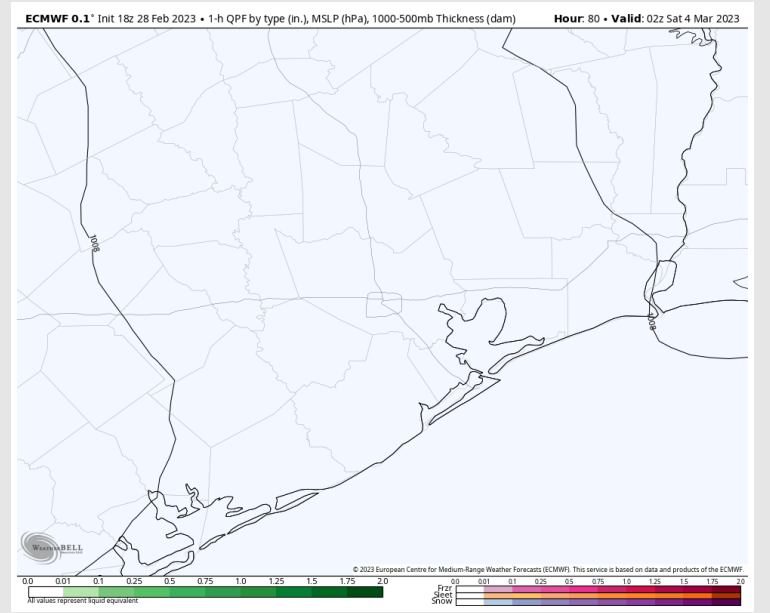 ECMWF 0.1° Init 18z 28 Feb 2023 • 1-h QPF by type (in.), MSLP (hPa), 1000-500mb Thickness (dam) Hour: 80 • Valid: 02z Sat 4 Mar 2023
1008
1008
WeatherBELL
© 2023 European Centre for Medium-Range Weather Forecasts (ECMWF). This service is based on data and products of the ECMWF.
0.0 0.01 0.1 0.25 0.5 0.75 1.0 1.25 1.5 1.75 2.0
All values represent liquid equivalent
0.0 0.01 0.1 0.25 0.5 0.75 1.0 1.25 1.5 1.75 2.0
Frzr
Sleet
Snow